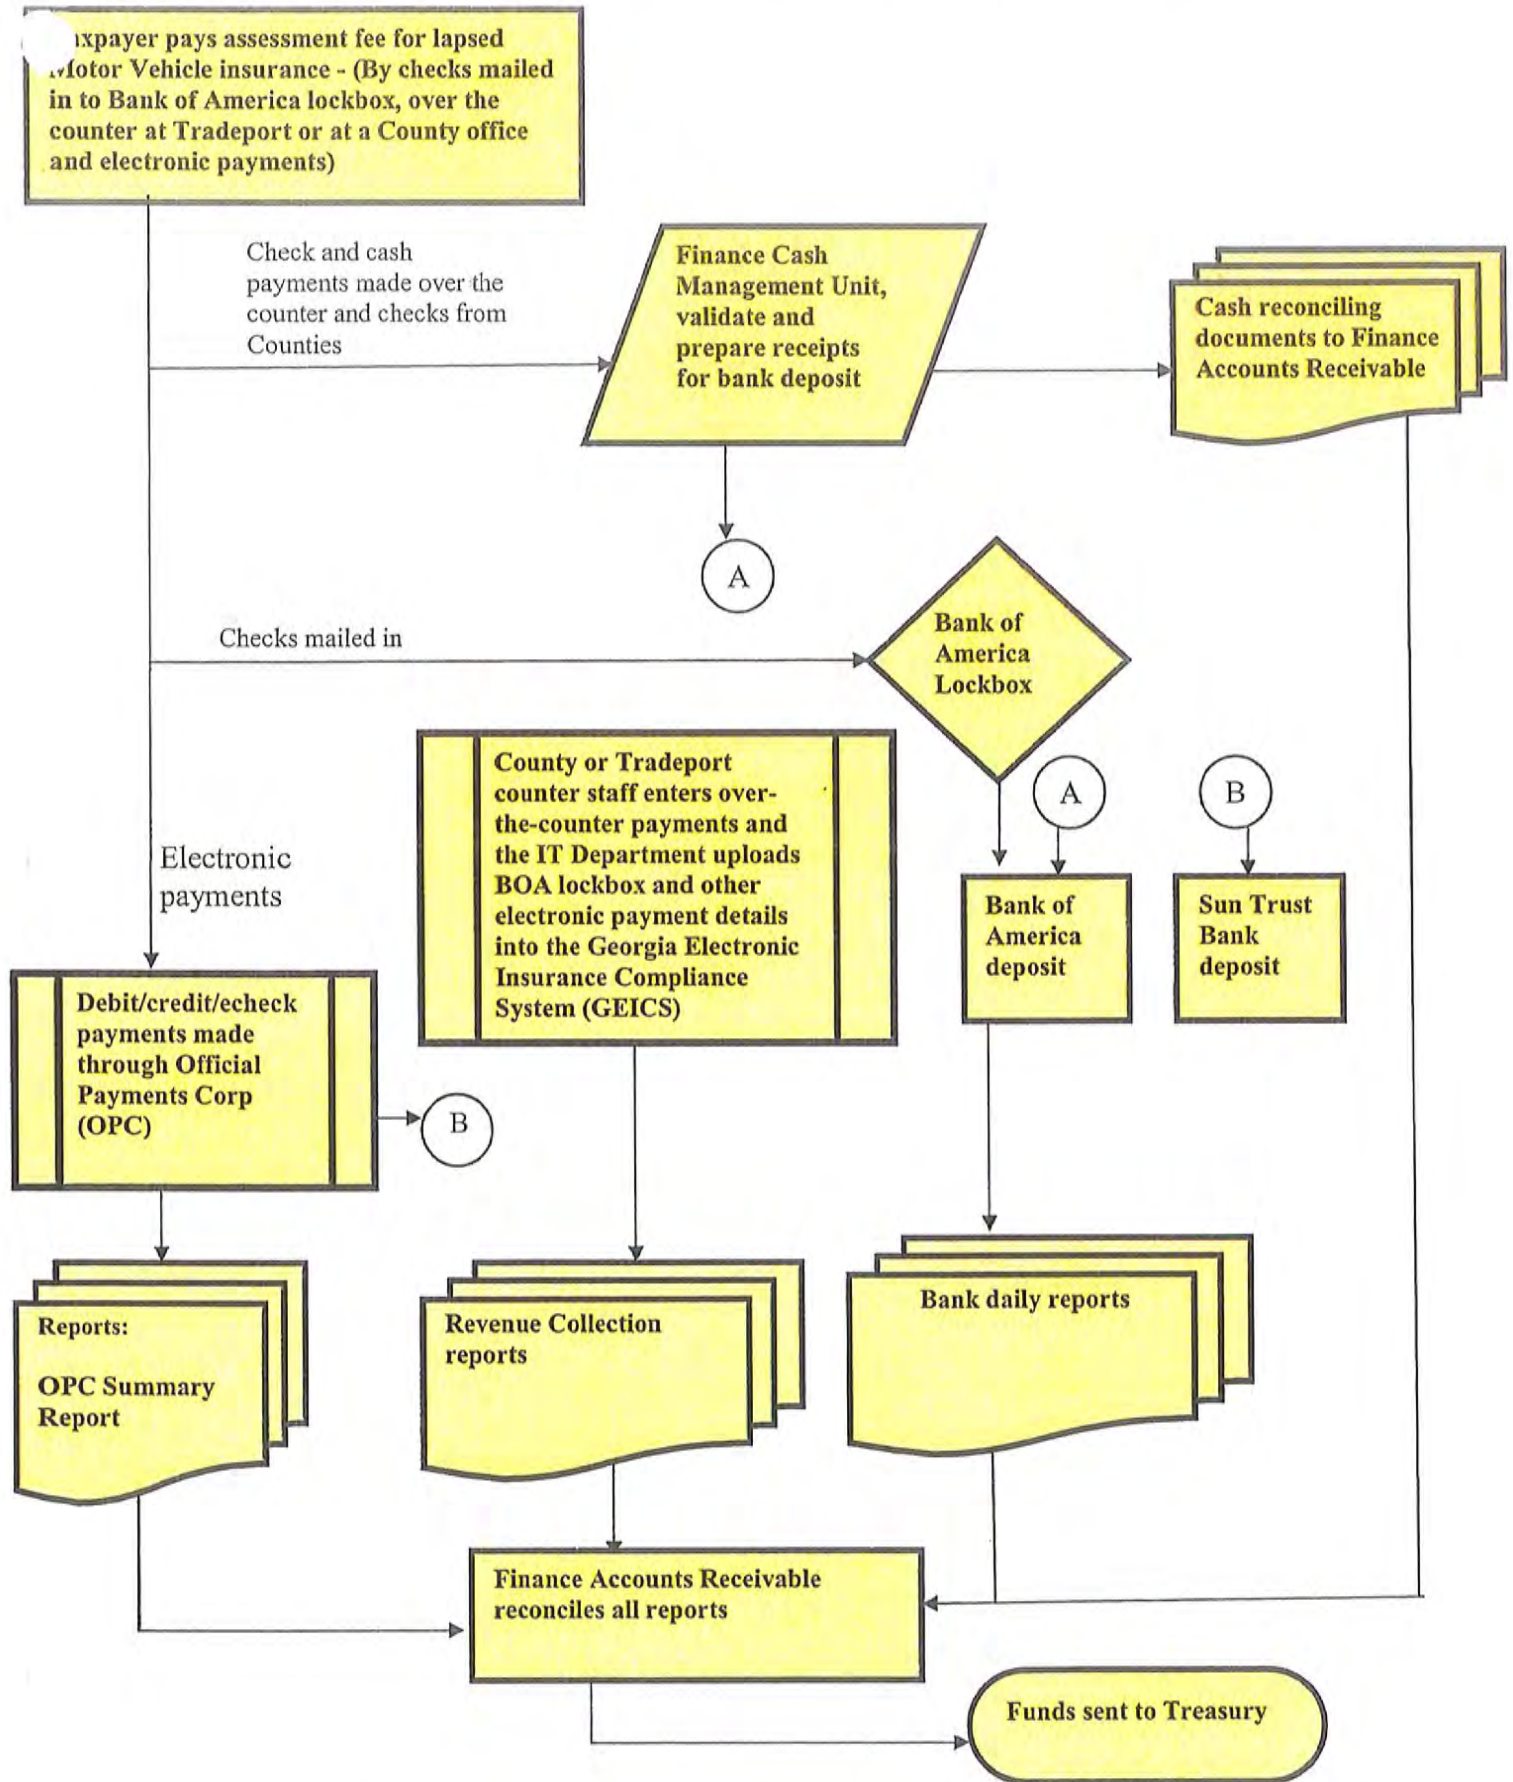 axpayer pays assessment fee for lapsed
Motor Vehicle insurance - (By checks mailed
in to Bank of America lockbox, over the
counter at Tradeport or at a County office
and electronic payments)
Check and cash
payments made over the
counter and checks from
Counties
Finance Cash
Management Unit,
validate and
prepare receipts
for bank deposit
Cash reconciling
documents to Finance
Accounts Receivable
A
Checks mailed in
Bank of
America
Lockbox
County or Tradeport
counter staff enters over-
the-counter payments and
the IT Department uploads
BOA lockbox and other
electronic payment details
into the Georgia Electronic
Insurance Compliance
System (GEICS)
A
B
Electronic
payments
Bank of
America
deposit
Sun Trust
Bank
deposit
Debit/credit/echeck
payments made
through Official
Payments Corp
(OPC)
B
Reports:
OPC Summary
Report
Revenue Collection
reports
Bank daily reports
Finance Accounts Receivable
reconciles all reports
Funds sent to Treasury